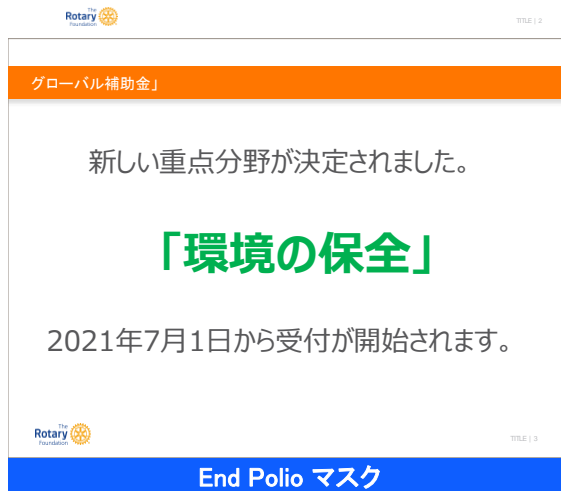 The
Rotary
Foundation
TITLE | 2
グローバル補助金」
新しい重点分野が決定されました。
「環境の保全」
2021年7月1日から受付が開始されます。
The
Rotary
Foundation
TITLE | 3
End Polio マスク